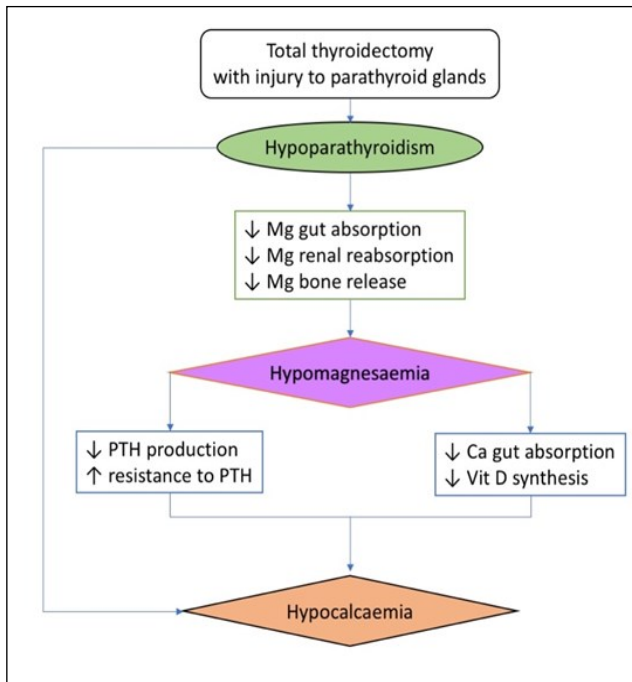 Total thyroidectomy
with injury to parathyroid glands
Hypoparathyroidism
↓ Mg gut absorption
↓ Mg renal reabsorption
↓ Mg bone release
Hypomagnesaemia
↓ PTH production
↑ resistance to PTH
↓ Ca gut absorption
↓ Vit D synthesis
Hypocalcaemia